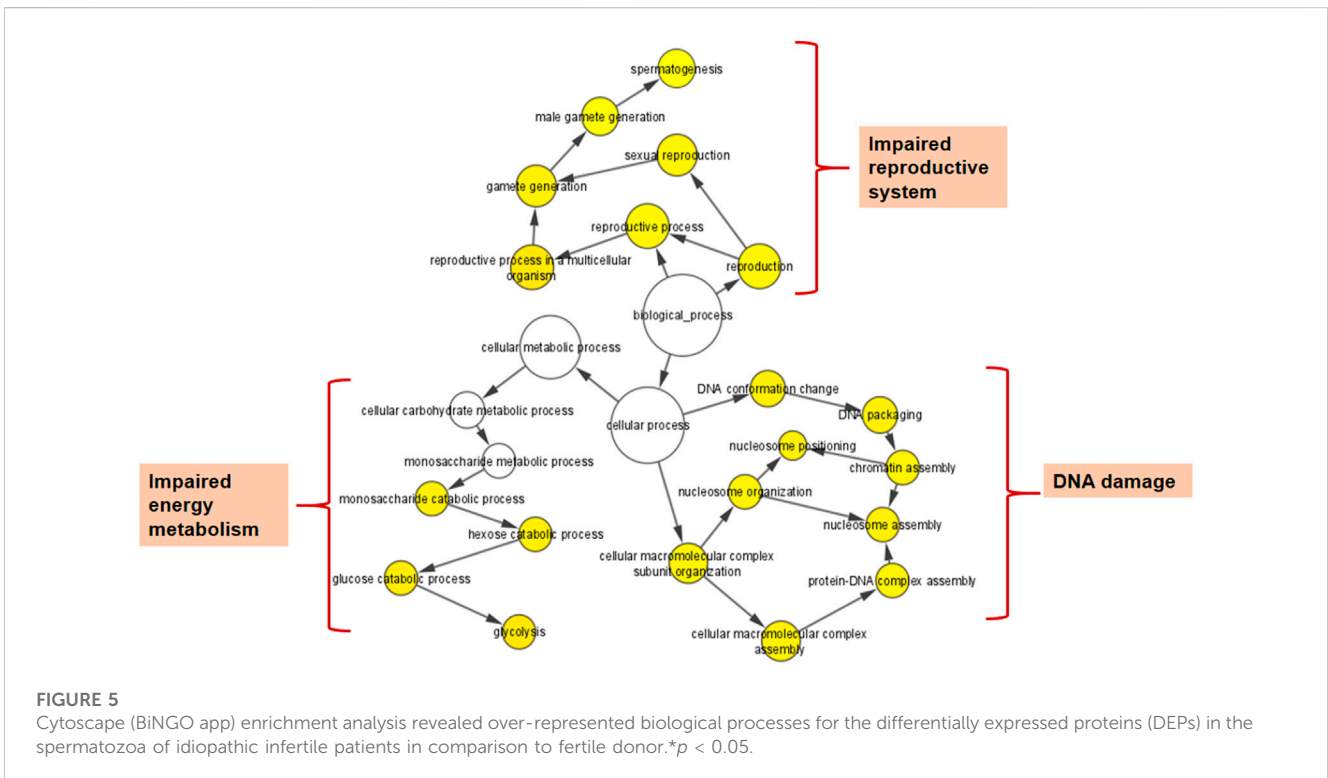 spermatogenesis
male gamete generation
sexual reproduction
gamete generation
reproductive process
reproductive process in a multicellular
organism
reproduction
Impaired
reproductive
system
biological_process
cellular metabolic process
cellular carbohydrate metabolic process
cellular process
monosaccharide metabolic process
monosaccharide catabolic process
hexose catabolic process
glucose catabolic process
glycolysis
Impaired
energy
metabolism
DNA conformation change
DNA packaging
nucleosome positioning
chromatin assembly
nucleosome organization
nucleosome assembly
cellular macromolecular complex
subunit organization
protein-DNA complex assembly
cellular macromolecular complex
assembly
DNA damage
FIGURE 5
Cytoscape (BiNGO app) enrichment analysis revealed over-represented biological processes for the differentially expressed proteins (DEPs) in the
spermatozoa of idiopathic infertile patients in comparison to fertile donor.*p < 0.05.